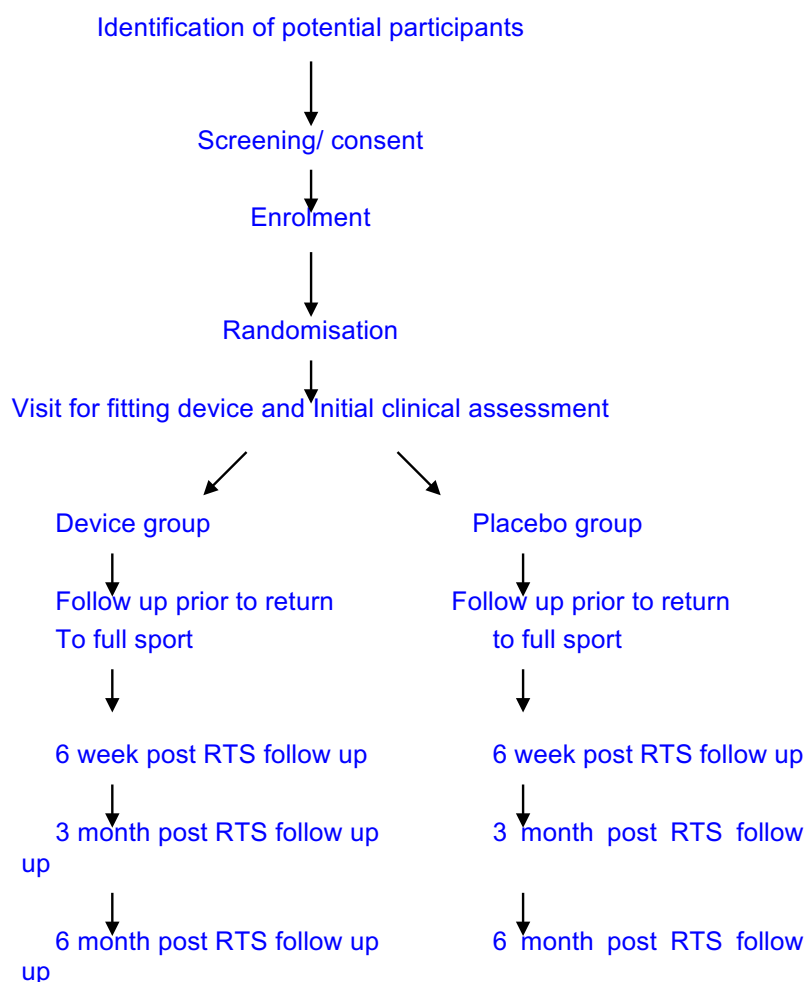 Identification of potential participants
Screening/ consent
Enrolment
Randomisation
Visit for fitting device and Initial clinical assessment
Device group Placebo group
Follow up prior to return Follow up prior to return
To full sport to full sport
6 week post RTS follow up 6 week post RTS follow up
3 month post RTS follow up 3 month post RTS follow
up
6 month post RTS follow up 6 month post RTS follow
up